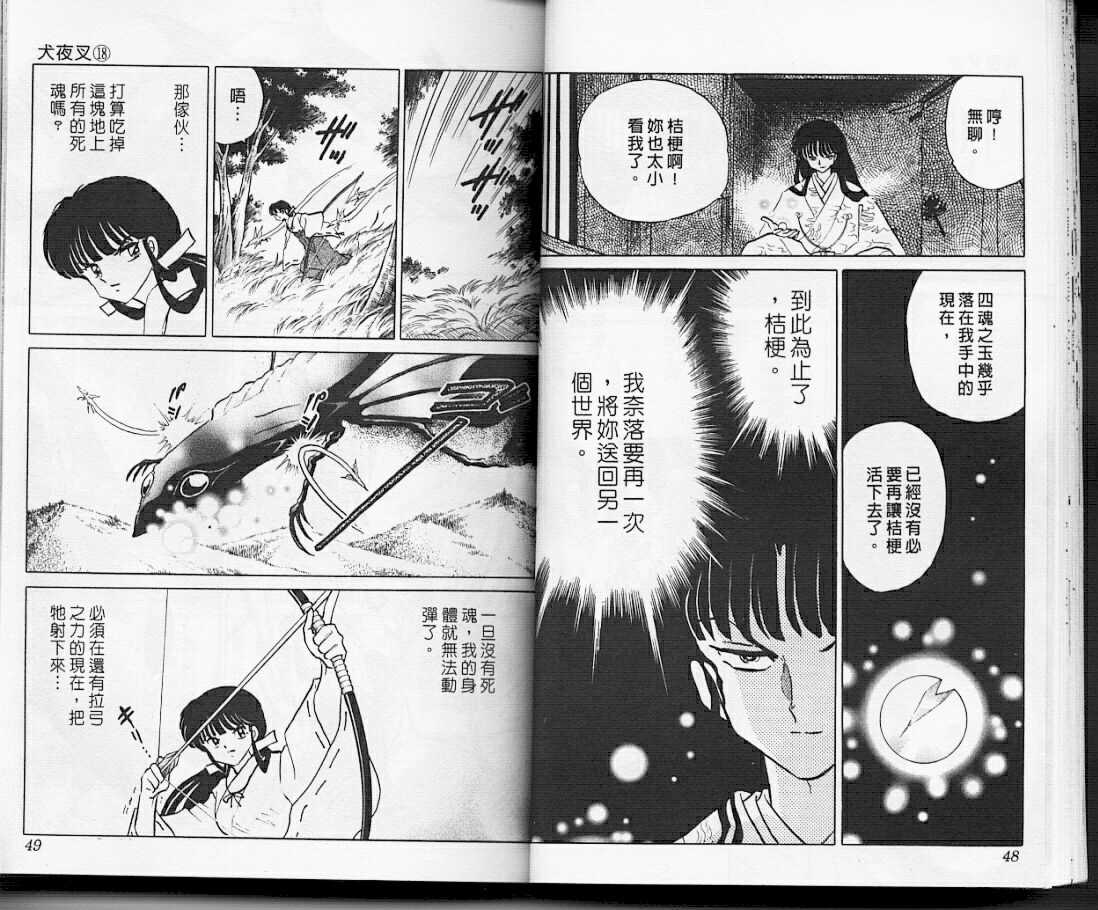 犬夜叉⑱
哼！
無聊。
桔梗啊！
妳也太小
看我了。
四魂之玉幾乎
落在我手中的
現在，
已經沒有必
要再讓桔梗
活下去了。
到此為止了
，桔梗。
我奈落要再一次
，將妳送回另一
個世界。
48
唔…
那傢伙…
打算吃掉
這塊地上
所有的死
魂嗎？
一旦沒有死
魂，我的身
體就無法動
彈了。
必須在還有拉弓
之力的現在，把
牠射下來…
49